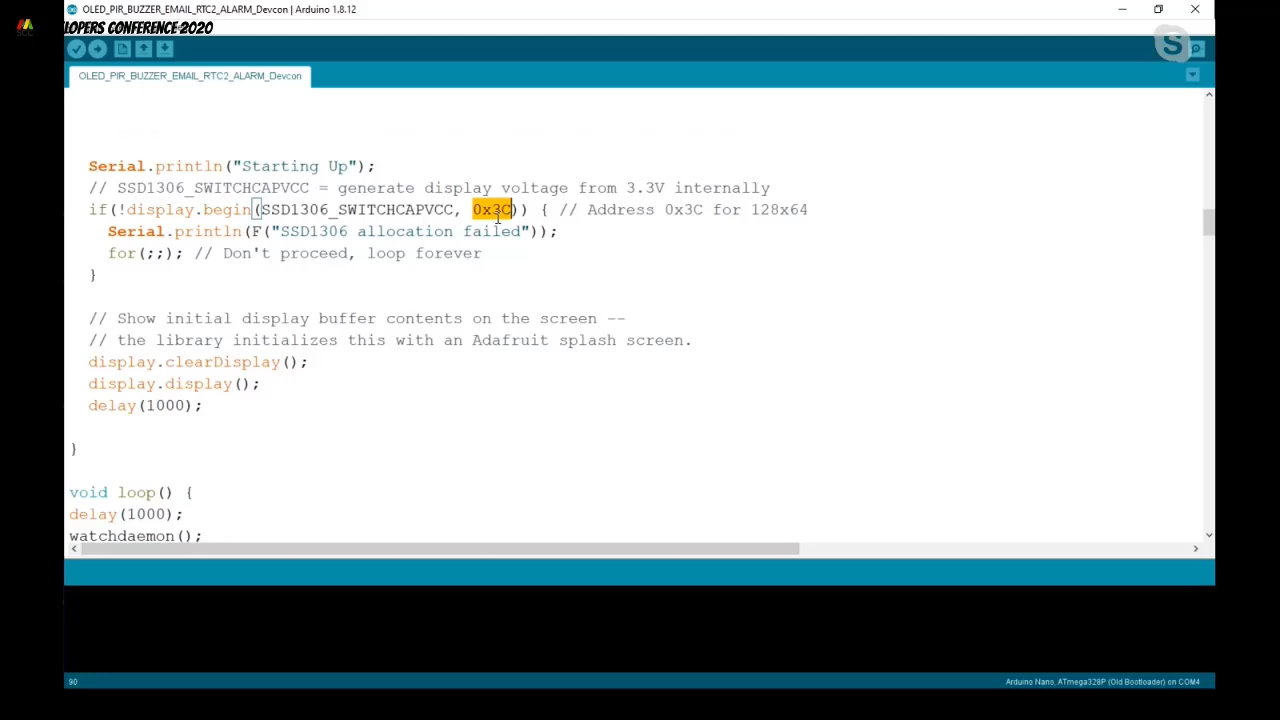 OLED_PIR_BUZZER_EMAIL_RTC2_ALARM_Devcon | Arduino 1.8.12
ELOPERS CONFERENCE 2020
OLED_PIR_BUZZER_EMAIL_RTC2_ALARM_Devcon
Serial.println("Starting Up");
// SSD1306_SWITCHCAPVCC = generate display voltage from 3.3V internally
if(!display.begin(SSD1306_SWITCHCAPVCC, 0x3C)) { // Address 0x3C for 128x64
Serial.println(F("SSD1306 allocation failed"));
for(;;); // Don't proceed, loop forever
}
// Show initial display buffer contents on the screen --
// the library initializes this with an Adafruit splash screen.
display.clearDisplay();
display.display();
delay(1000);
}
void loop() {
delay(1000);
watchdaemon();
90
Arduino Nano, ATmega328P (Old Bootloader) on COM4